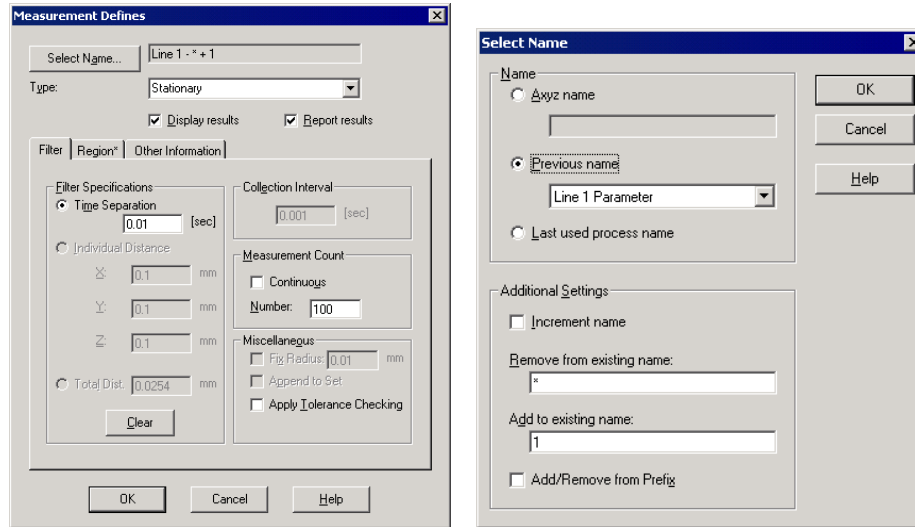 Measurement Defines
Select Name...
Line 1 - * + 1
Type:
Stationary
Display results
Report results
Filter
Region*
Other Information
Filter Specifications
Time Separation
0.01 [sec]
Individual Distance
X: 0.1 mm
Y: 0.1 mm
Z: 0.1 mm
Total Dist. 0.0254 mm
Clear
Collection Interval
0.001 [sec]
Measurement Count
Continuous
Number: 100
Miscellaneous
Fix Radius: 0.01 mm
Append to Set
Apply Tolerance Checking
OK
Cancel
Help
Select Name
Name
Axyz name
Previous name
Line 1 Parameter
Last used process name
Additional Settings
Increment name
Remove from existing name:
*
Add to existing name:
1
Add/Remove from Prefix
OK
Cancel
Help